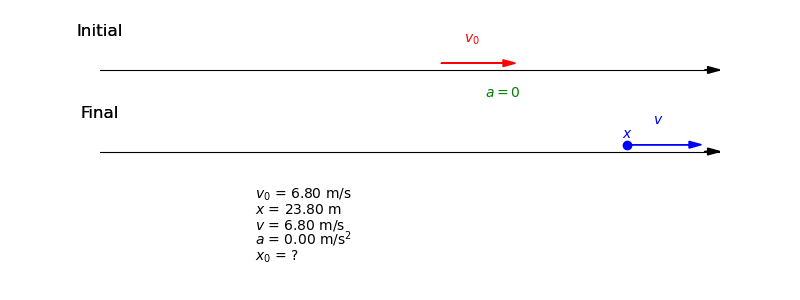 Initial
v₀
a = 0
Final
v
x
v₀ = 6.80 m/s
x = 23.80 m
v = 6.80 m/s
a = 0.00 m/s²
x₀ = ?